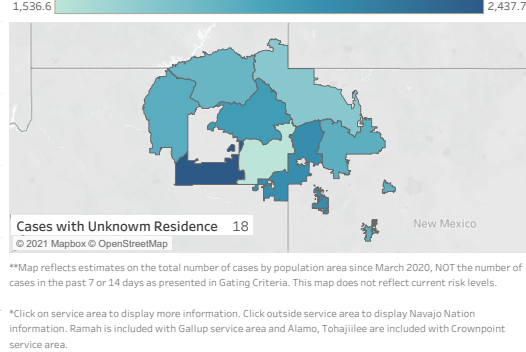 1,536.6 2,437.7
New Mexico
Cases with Unknowm Residence 18
© 2021 Mapbox © OpenStreetMap
**Map reflects estimates on the total number of cases by population area since March 2020, NOT the number of
cases in the past 7 or 14 days as presented in Gating Criteria. This map does not reflect current risk levels.
*Click on service area to display more information. Click outside service area to display Navajo Nation
information. Ramah is included with Gallup service area and Alamo, Tohajiilee are included with Crownpoint
service area.